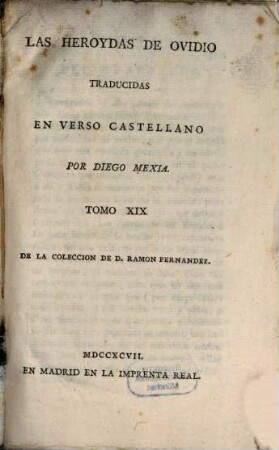 LAS HEROYDAS DE OVIDIO
TRADUCIDAS
EN VERSO CASTELLANO
POR DIEGO MEXIA.
TOMO XIX
DE LA COLECCION DE D. RAMON FERNANDEZ.
MDCCXCVII.
EN MADRID EN LA IMPRENTA REAL.